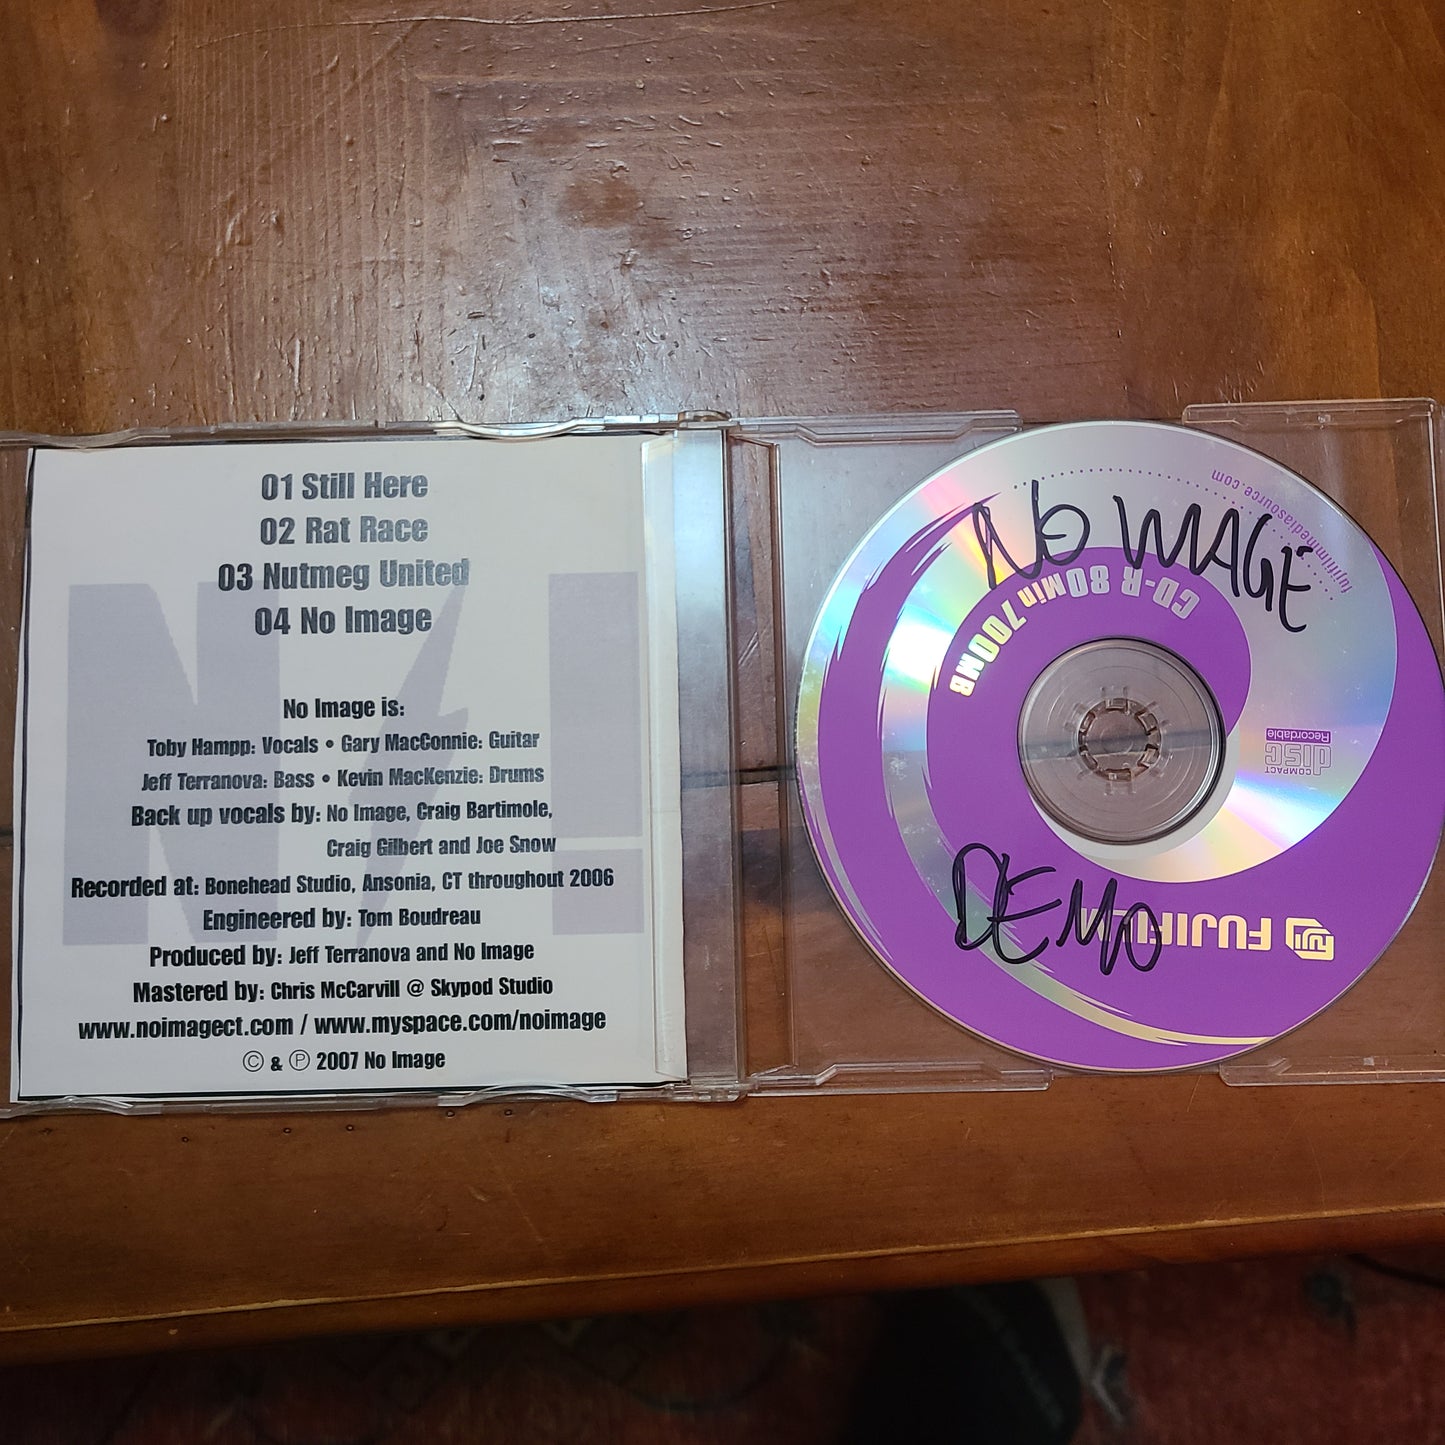 01 Still Here
02 Rat Race
03 Nutmeg United
04 No Image
No Image is:
Toby Hampp: Vocals • Gary MacConnie: Guitar
Jeff Terranova: Bass • Kevin MacKenzie: Drums
Back up vocals by: No Image, Craig Bartimole,
Craig Gilbert and Joe Snow
Recorded at: Bonehead Studio, Ansonia, CT throughout 2006
Engineered by: Tom Boudreau
Produced by: Jeff Terranova and No Image
Mastered by: Chris McCarvill @ Skypod Studio
www.noimagect.com / www.myspace.com/noimage
© & ℗ 2007 No Image
N!
NO IMAGE
DEMO
fujifilmmediasource.com
CD-R 80Min 700MB
COMPACT
disc
Recordable
FUJI FUJIFILM